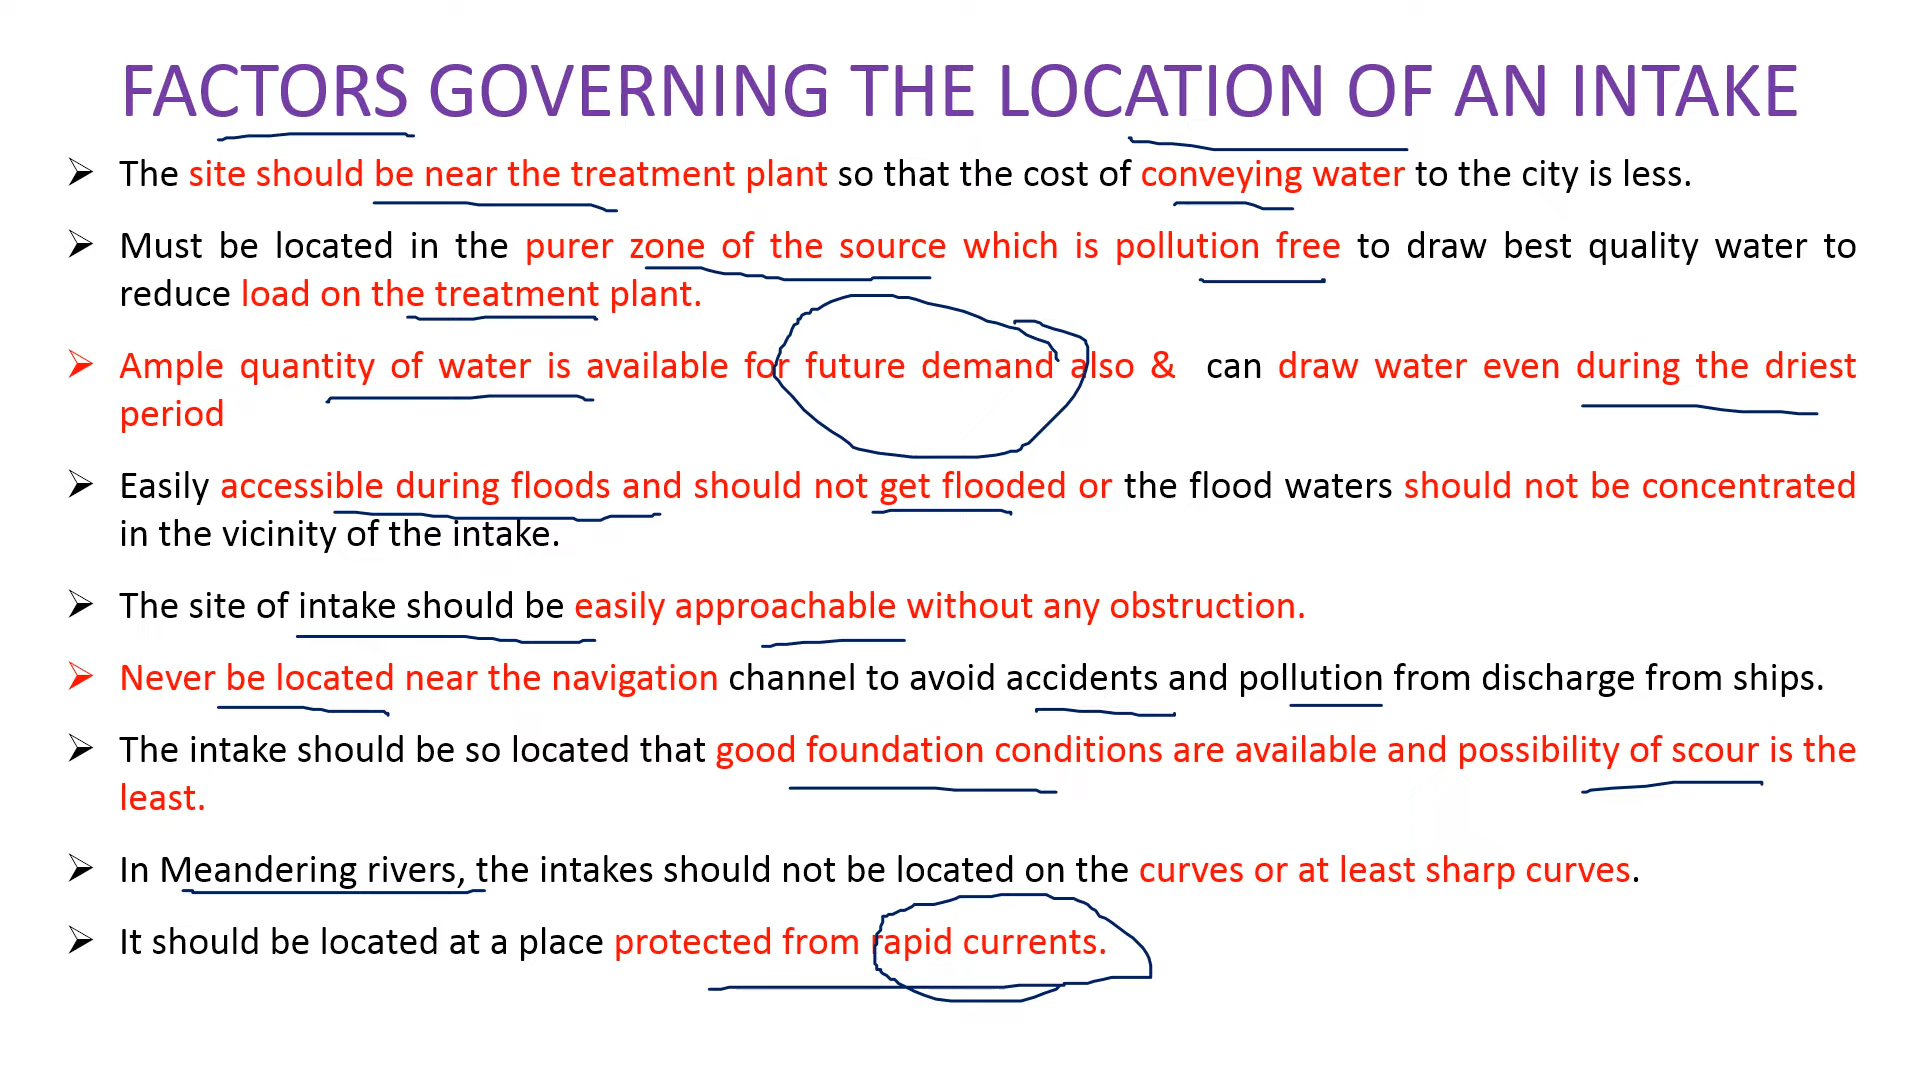 FACTORS GOVERNING THE LOCATION OF AN INTAKE
➢ The site should be near the treatment plant so that the cost of conveying water to the city is less.
➢ Must be located in the purer zone of the source which is pollution free to draw best quality water to
reduce load on the treatment plant.
➢ Ample quantity of water is available for future demand also & can draw water even during the driest
period
➢ Easily accessible during floods and should not get flooded or the flood waters should not be concentrated
in the vicinity of the intake.
➢ The site of intake should be easily approachable without any obstruction.
➢ Never be located near the navigation channel to avoid accidents and pollution from discharge from ships.
➢ The intake should be so located that good foundation conditions are available and possibility of scour is the
least.
➢ In Meandering rivers, the intakes should not be located on the curves or at least sharp curves.
➢ It should be located at a place protected from rapid currents.